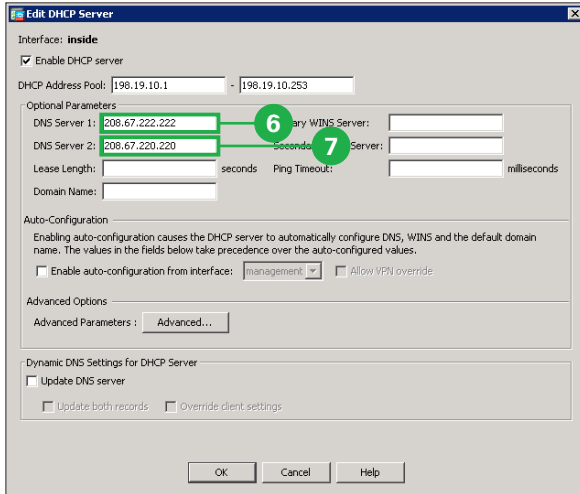 Edit DHCP Server
Interface: inside
Enable DHCP server
DHCP Address Pool: 198.19.10.1 - 198.19.10.253
Optional Parameters
DNS Server 1: 208.67.222.222 6 ary WINS Server:
DNS Server 2: 208.67.220.220 Seconda 7 Server:
Lease Length: seconds Ping Timeout: milliseconds
Domain Name:
Auto-Configuration
Enabling auto-configuration causes the DHCP server to automatically configure DNS, WINS and the default domain
name. The values in the fields below take precedence over the auto-configured values.
Enable auto-configuration from interface: management Allow VPN override
Advanced Options
Advanced Parameters : Advanced...
Dynamic DNS Settings for DHCP Server
Update DNS server
Update both records Override client settings
OK Cancel Help